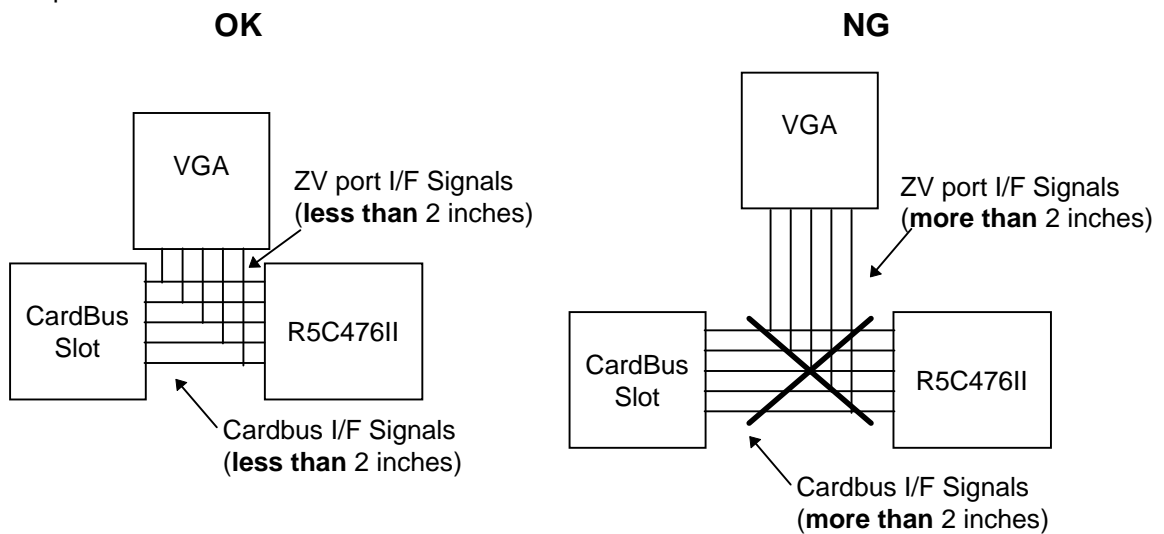 OK
NG
VGA
ZV port I/F Signals
(less than 2 inches)
CardBus
Slot
R5C476II
Cardbus I/F Signals
(less than 2 inches)
VGA
ZV port I/F Signals
(more than 2 inches)
CardBus
Slot
R5C476II
Cardbus I/F Signals
(more than 2 inches)